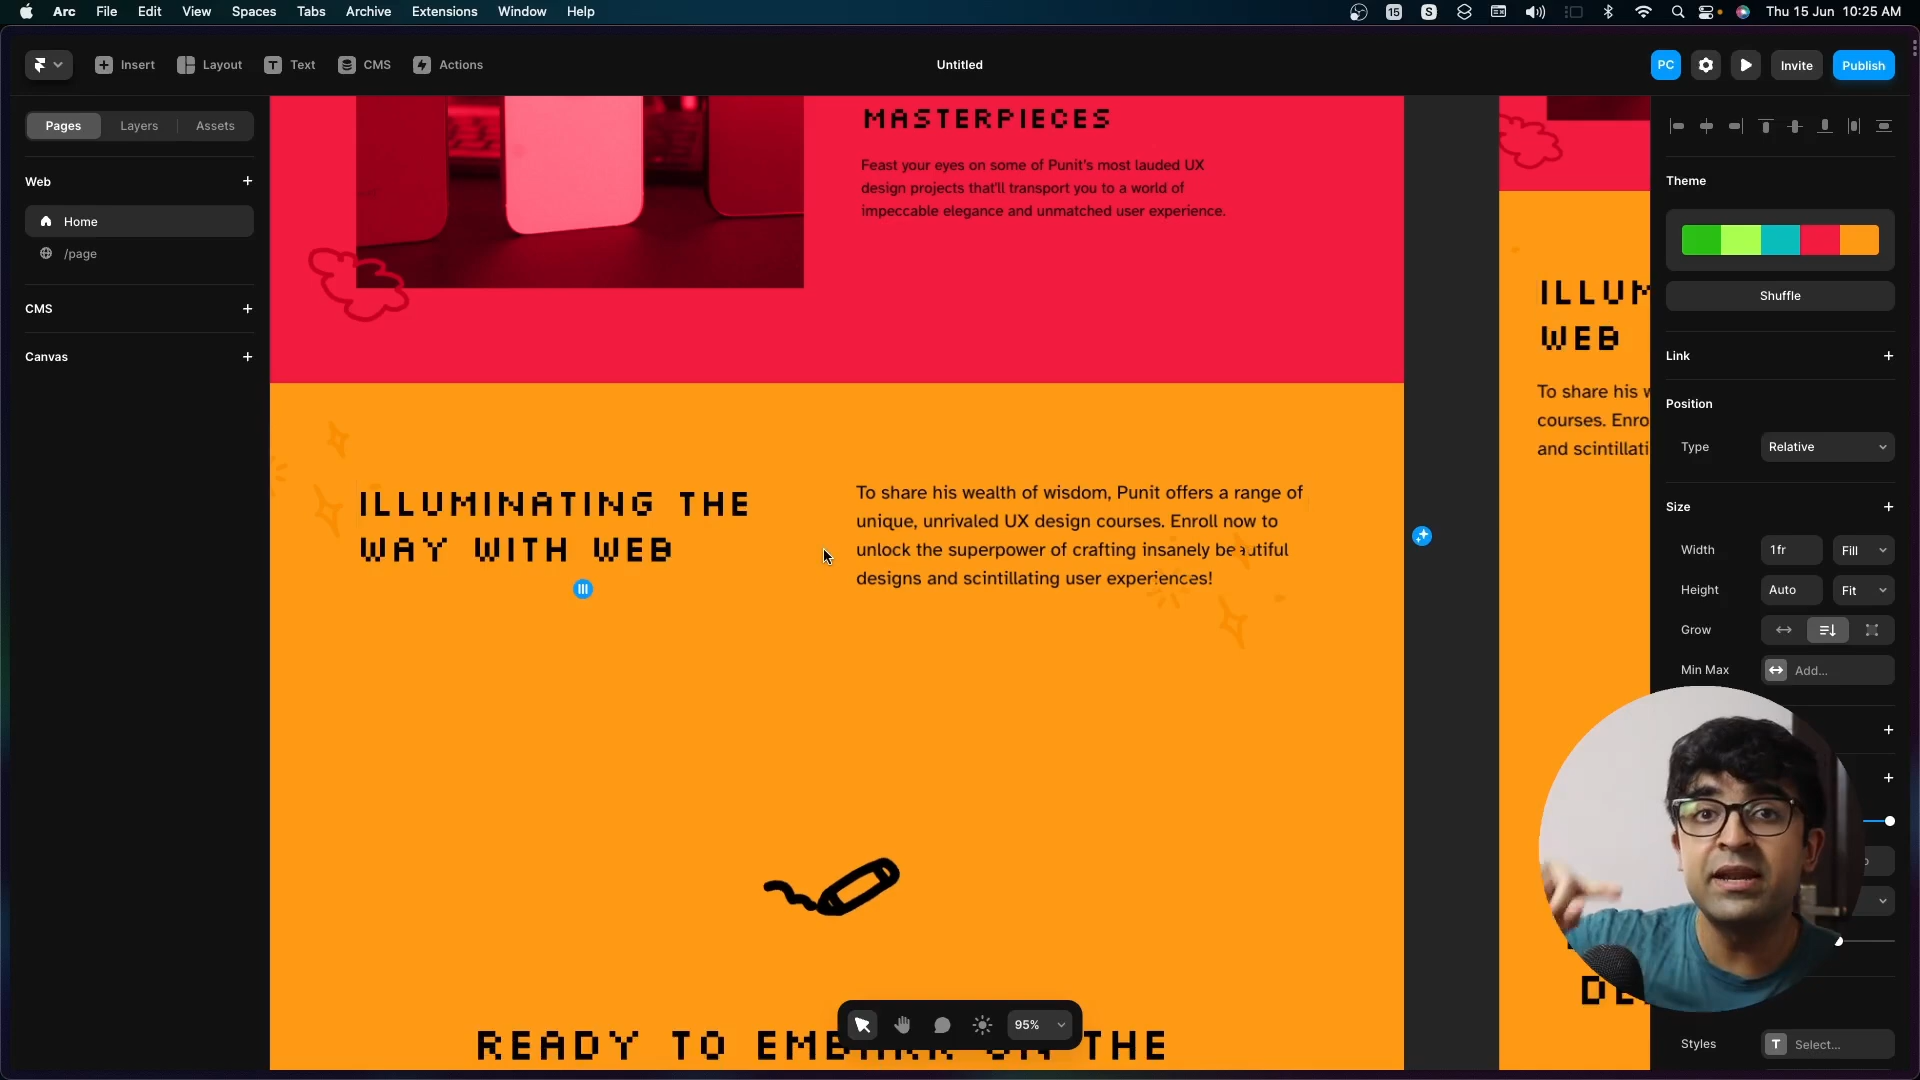 Arc File Edit View Spaces Tabs Archive Extensions Window Help
15 S Thu 15 Jun 10:25 AM
Insert Layout Text CMS Actions
Untitled
PC Invite Publish
Pages Layers Assets
Web
Home
/page
CMS
Canvas
MASTERPIECES
Feast your eyes on some of Punit's most lauded UX
design projects that'll transport you to a world of
impeccable elegance and unmatched user experience.
ILLUMINATING THE
WAY WITH WEB
To share his wealth of wisdom, Punit offers a range of
unique, unrivaled UX design courses. Enroll now to
unlock the superpower of crafting insanely beautiful
designs and scintillating user experiences!
READY TO EMBARK ON THE
95%
ILLUM
WEB
To share his w
courses. Enro
and scintillati
DE
Theme
Shuffle
Link
Position
Type Relative
Size
Width 1fr Fill
Height Auto Fit
Grow
Min Max Add...
Styles T Select...